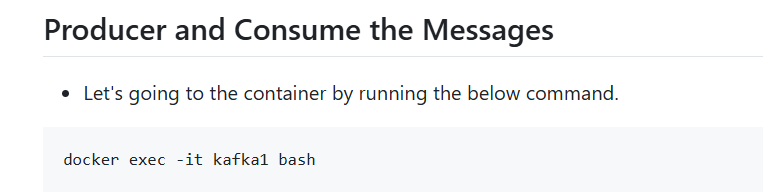 Producer and Consume the Messages
Let's going to the container by running the below command.
docker exec -it kafka1 bash